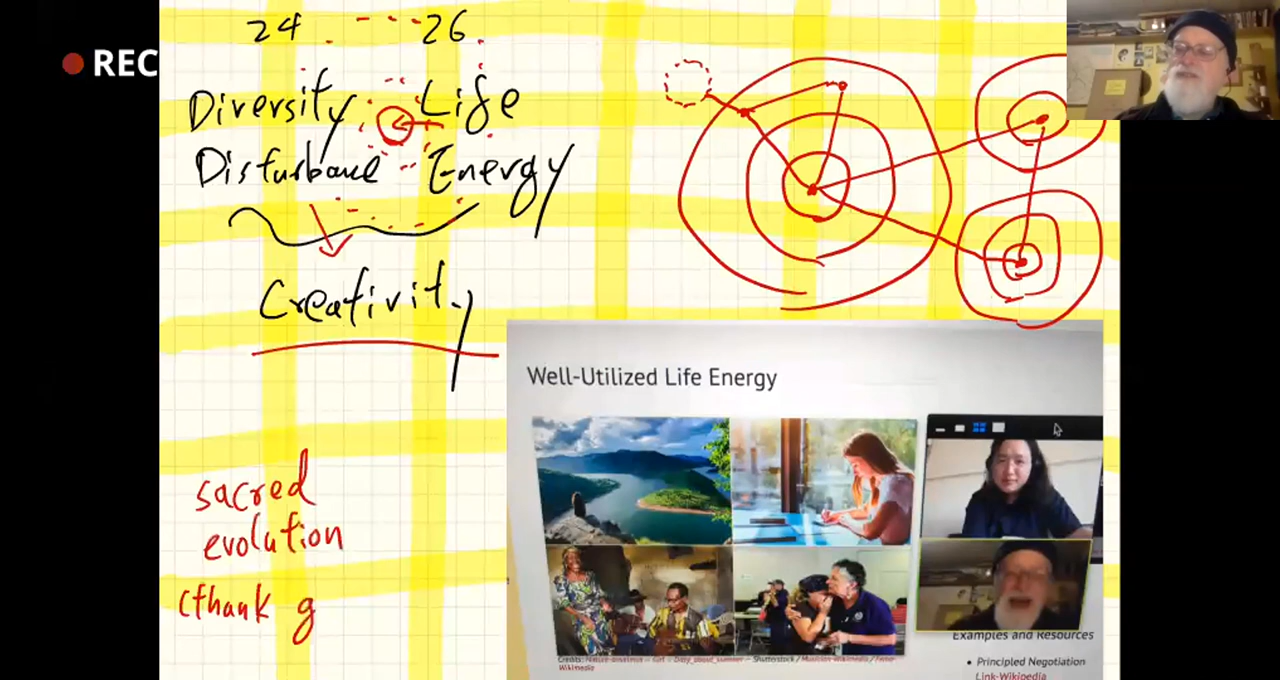 24 26
REC
Diversity Life
Disturbance Energy
Creativity
sacred
evolution
(thank g
Well-Utilized Life Energy
Examples and Resources
• Principled Negotiation
Link-Wikipedia